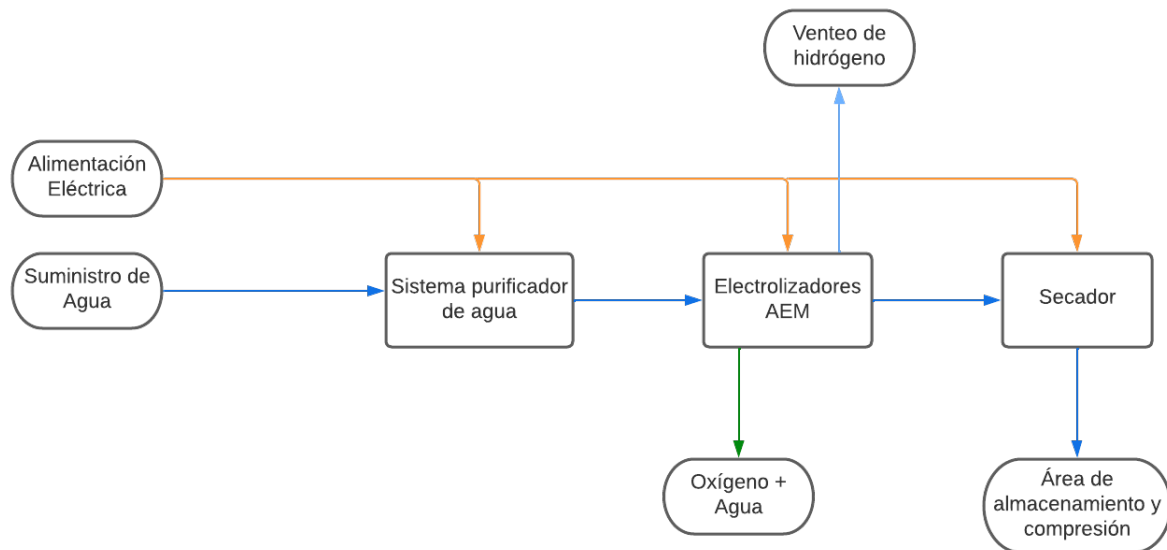 Venteo de
hidrógeno
Alimentación
Eléctrica
Suministro de
Agua
Sistema purificador
de agua
Electrolizadores
AEM
Secador
Oxígeno +
Agua
Área de
almacenamiento y
compresión